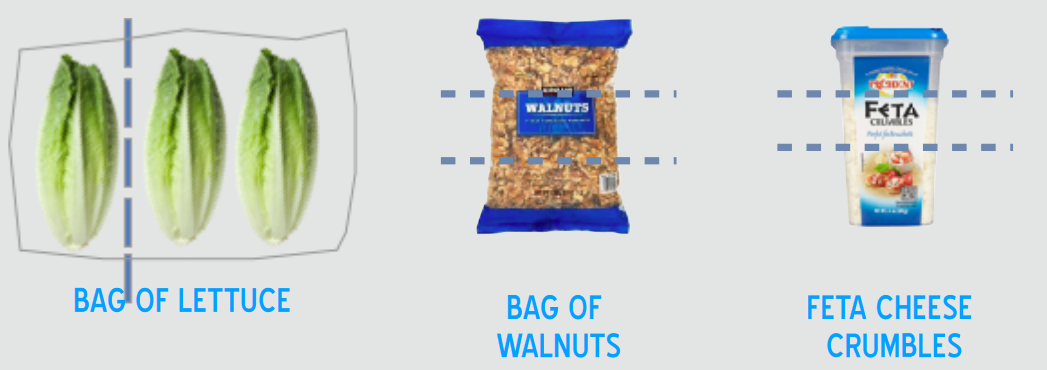 WALNUTS
PRÉSIDENT
FETA
CRUMBLES
BAG OF LETTUCE
BAG OF
WALNUTS
FETA CHEESE
CRUMBLES